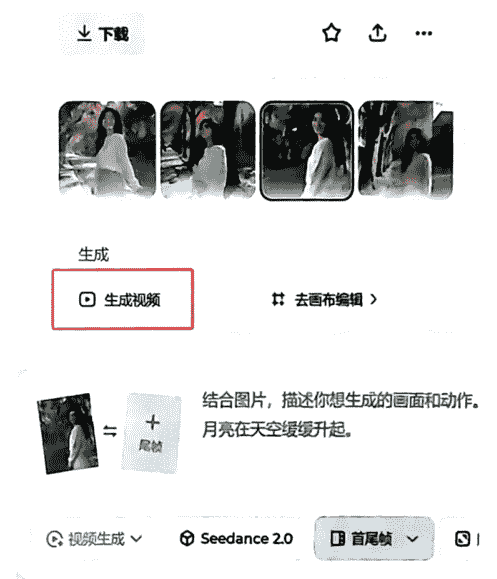 下载
生成
生成视频
去画布编辑
结合图片，描述你想生成的画面和动作。
月亮在天空缓缓升起。
尾帧
视频生成
Seedance 2.0
首尾帧